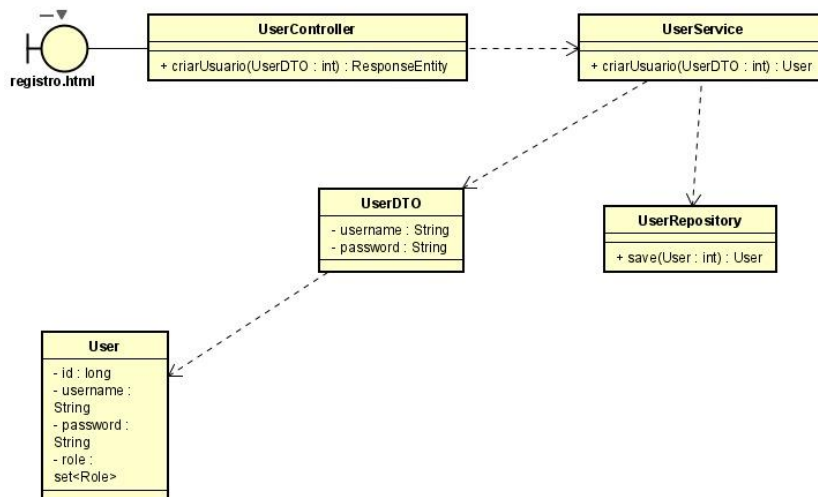 UserController
UserService
+ criarUsuario(UserDTO : int) : ResponseEntity
+ criarUsuario(UserDTO : int) : User
registro.html
UserDTO
- username : String
- password : String
UserRepository
+ save(User : int) : User
User
- id : long
- username :
String
- password :
String
- role :
set<Role>